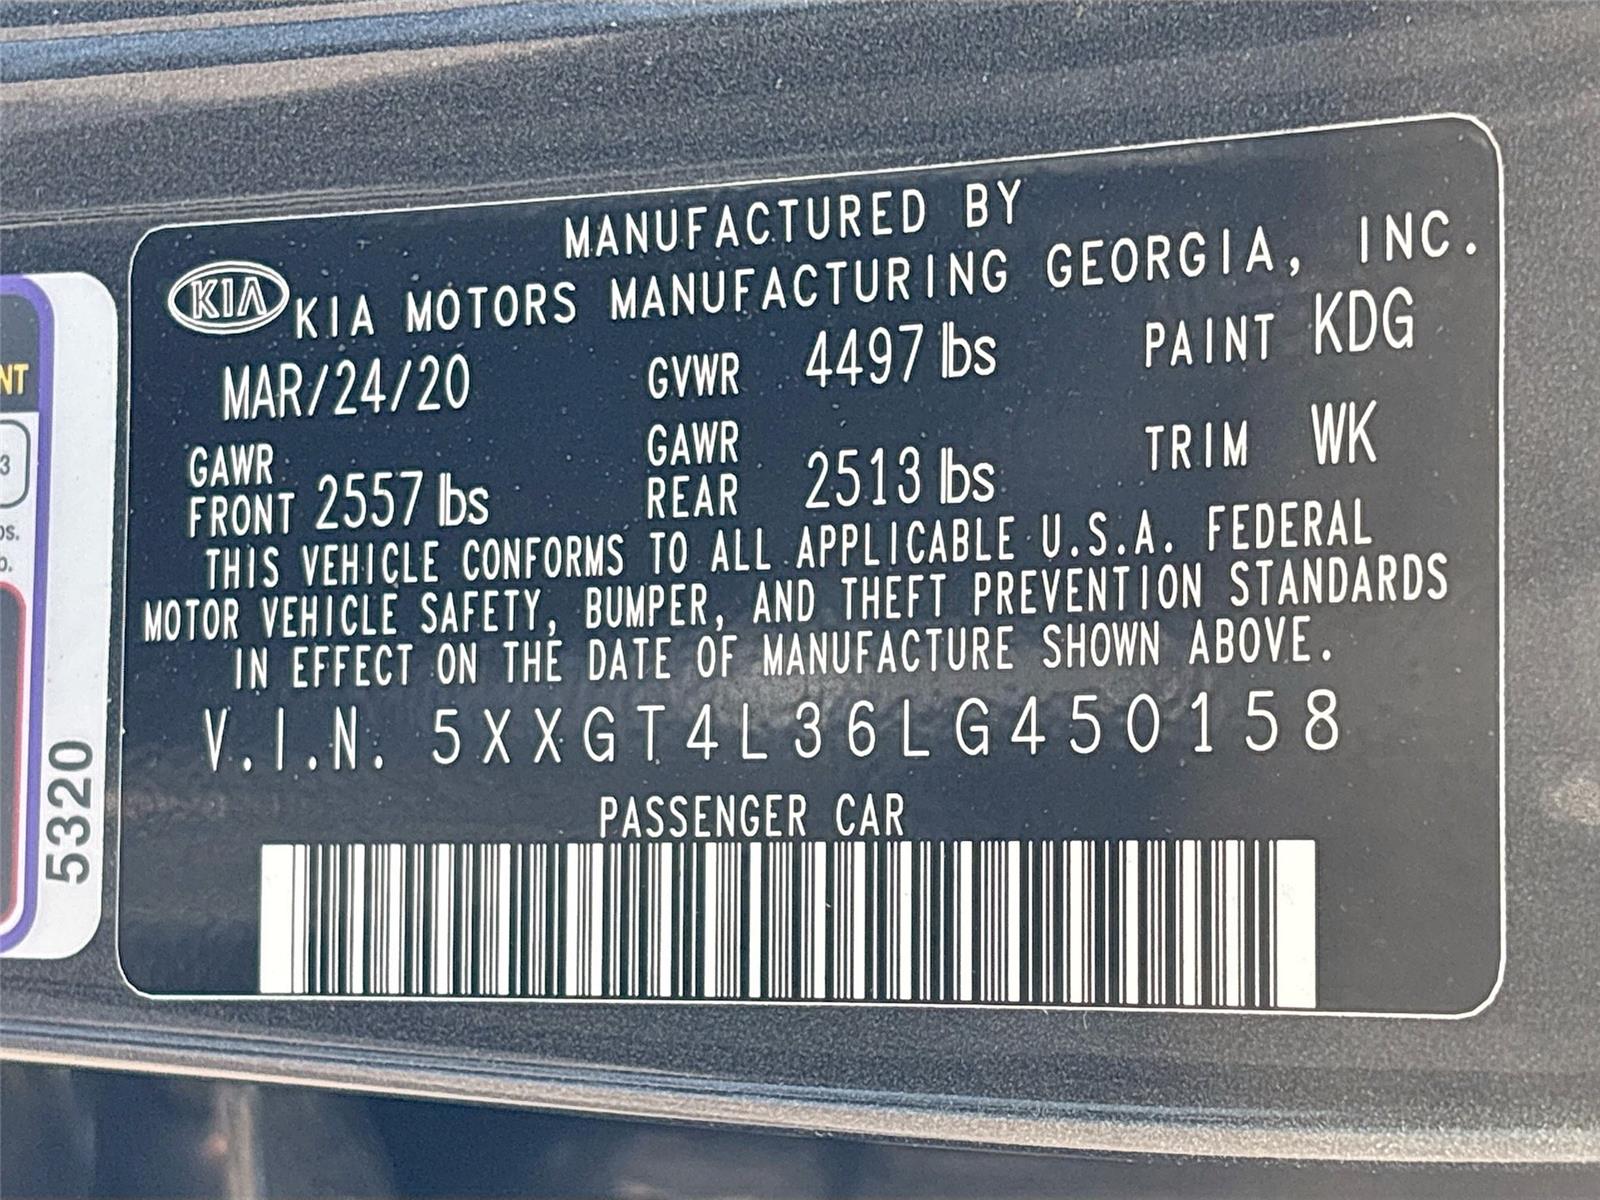 MANUFACTURED BY
KIA KIA MOTORS MANUFACTURING GEORGIA, INC.
MAR/24/20 GVWR 4497 lbs PAINT KDG
GAWR FRONT 2557 lbs GAWR REAR 2513 lbs TRIM WK
THIS VEHICLE CONFORMS TO ALL APPLICABLE U.S.A. FEDERAL
MOTOR VEHICLE SAFETY, BUMPER, AND THEFT PREVENTION STANDARDS
IN EFFECT ON THE DATE OF MANUFACTURE SHOWN ABOVE.
V.I.N. 5XXGT4L36LG450158
PASSENGER CAR
NT
3
5320